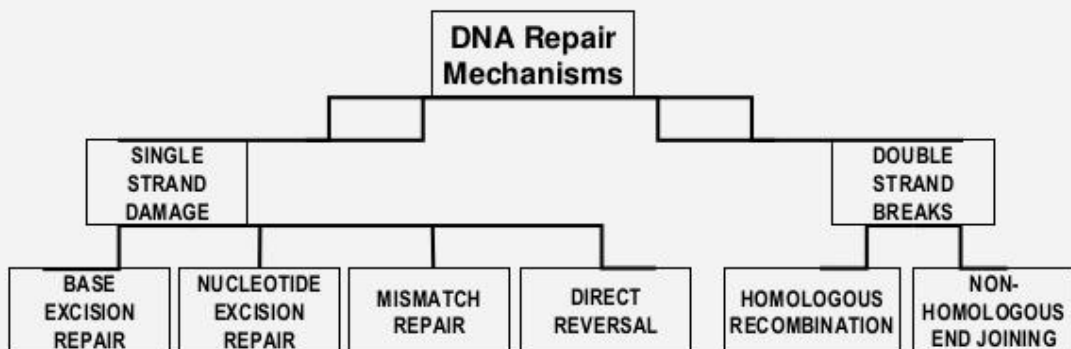 DNA Repair
Mechanisms
SINGLE
STRAND
DAMAGE
DOUBLE
STRAND
BREAKS
BASE
EXCISION
REPAIR
NUCLEOTIDE
EXCISION
REPAIR
MISMATCH
REPAIR
DIRECT
REVERSAL
HOMOLOGOUS
RECOMBINATION
NON-
HOMOLOGOUS
END JOINING